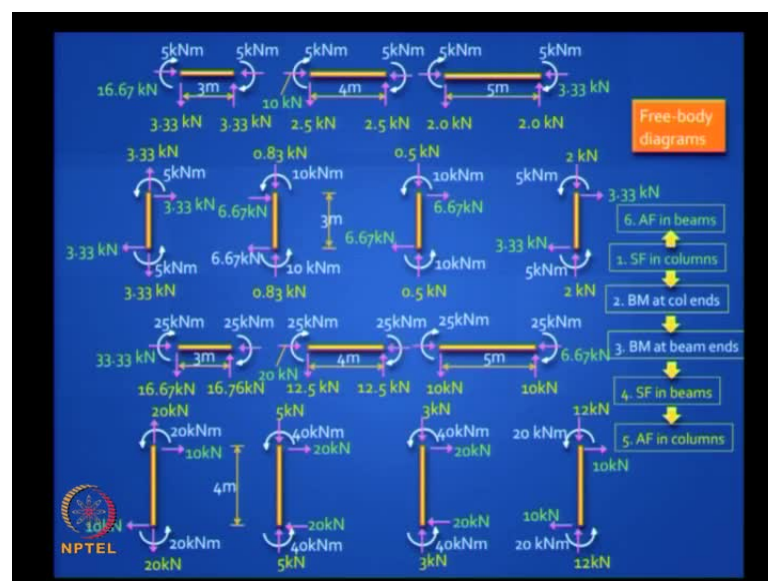 5kNm 5kNm 5kNm 5kNm 5kNm 5kNm
16.67 kN 3m 10 kN 4m 5m 3.33 kN
3.33 kN 3.33 kN 2.5 kN 2.5 kN 2.0 kN 2.0 kN
Free-body
diagrams
3.33 kN 0.83 kN 0.5 kN 2 kN
5kNm 10kNm 10kNm 5kNm
3.33 kN 6.67kN 3m 6.67kN 3.33 kN
3.33 kN 6.67kN 6.67kN 3.33 kN
5kNm 10 kNm 10kNm 5kNm
3.33 kN 0.83 kN 0.5 kN 2 kN
6. AF in beams
1. SF in columns
2. BM at col ends
3. BM at beam ends
4. SF in beams
5. AF in columns
25kNm 25kNm 25kNm 25kNm 25kNm 25kNm
33.33 kN 3m 20 kN 4m 5m 6.67kN
16.67kN 16.76kN 12.5 kN 12.5 kN 10kN 10kN
20kN 5kN 3kN 12kN
20kNm 40kNm 40kNm 20 kNm
10kN 20kN 20kN 10kN
4m
10kN 20kN 20kN 10kN
20kNm 40kNm 40kNm 20 kNm
20kN 5kN 3kN 12kN
NPTEL